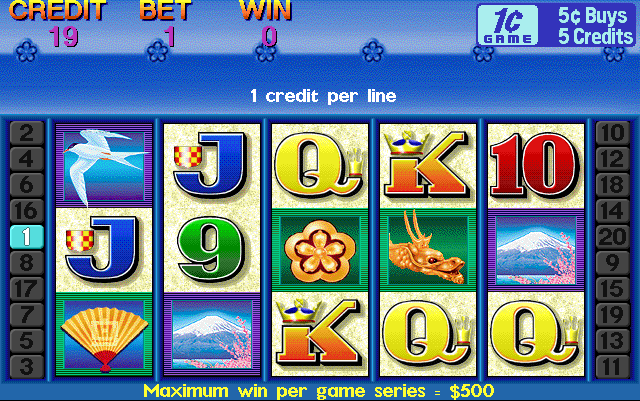 CREDIT BET WIN
19 1 0
1¢ GAME
5¢ Buys
5 Credits
1 credit per line
2 J Q K 10 10
4 12
6 18
16 14
1 J 9 20
8 9
17 15
7 K Q Q 19
5 13
3 11
Maximum win per game series = $500